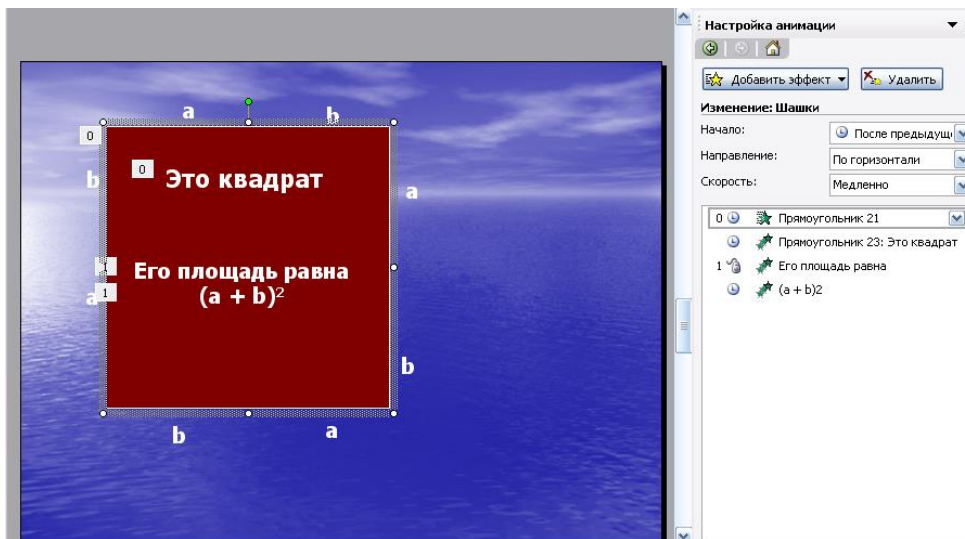 a
b
0
0
Это квадрат
b
a
1
Его площадь равна
1
(a + b)²
a
b
b
a
Настройка анимации
Добавить эффект
Удалить
Изменение: Шашки
Начало:
После предыдущ
Направление:
По горизонтали
Скорость:
Медленно
0 Прямоугольник 21
Прямоугольник 23: Это квадрат
1 Его площадь равна
(a + b)2